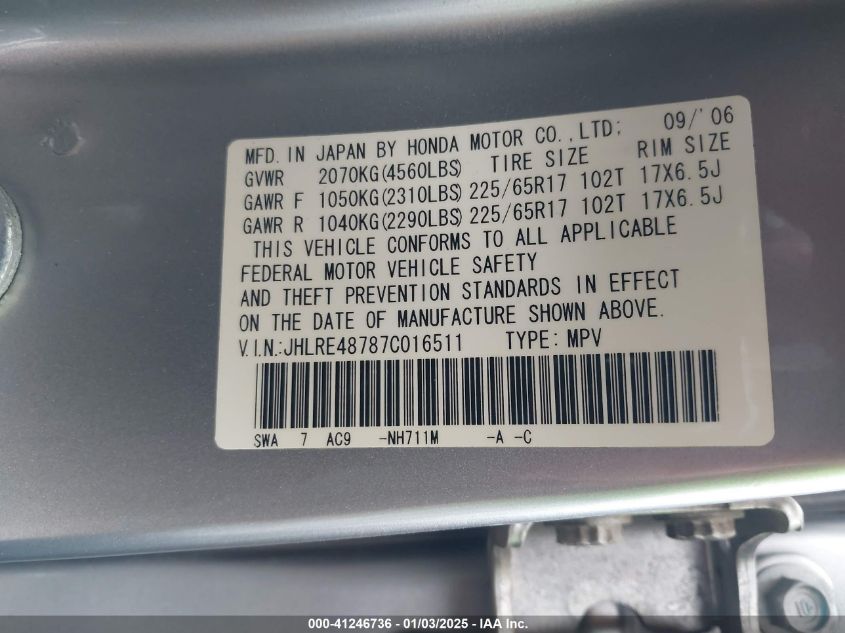 MFD. IN JAPAN BY HONDA MOTOR CO.,LTD; 09/'06
GVWR 2070KG(4560LBS) TIRE SIZE RIM SIZE
GAWR F 1050KG(2310LBS) 225/65R17 102T 17X6.5J
GAWR R 1040KG(2290LBS) 225/65R17 102T 17X6.5J
THIS VEHICLE CONFORMS TO ALL APPLICABLE
FEDERAL MOTOR VEHICLE SAFETY
AND THEFT PREVENTION STANDARDS IN EFFECT
ON THE DATE OF MANUFACTURE SHOWN ABOVE.
V.I.N.:JHLRE48787C016511 TYPE: MPV
SWA 7 AC9 -NH711M -A -C
000-41246736 - 01/03/2025 - IAA Inc.